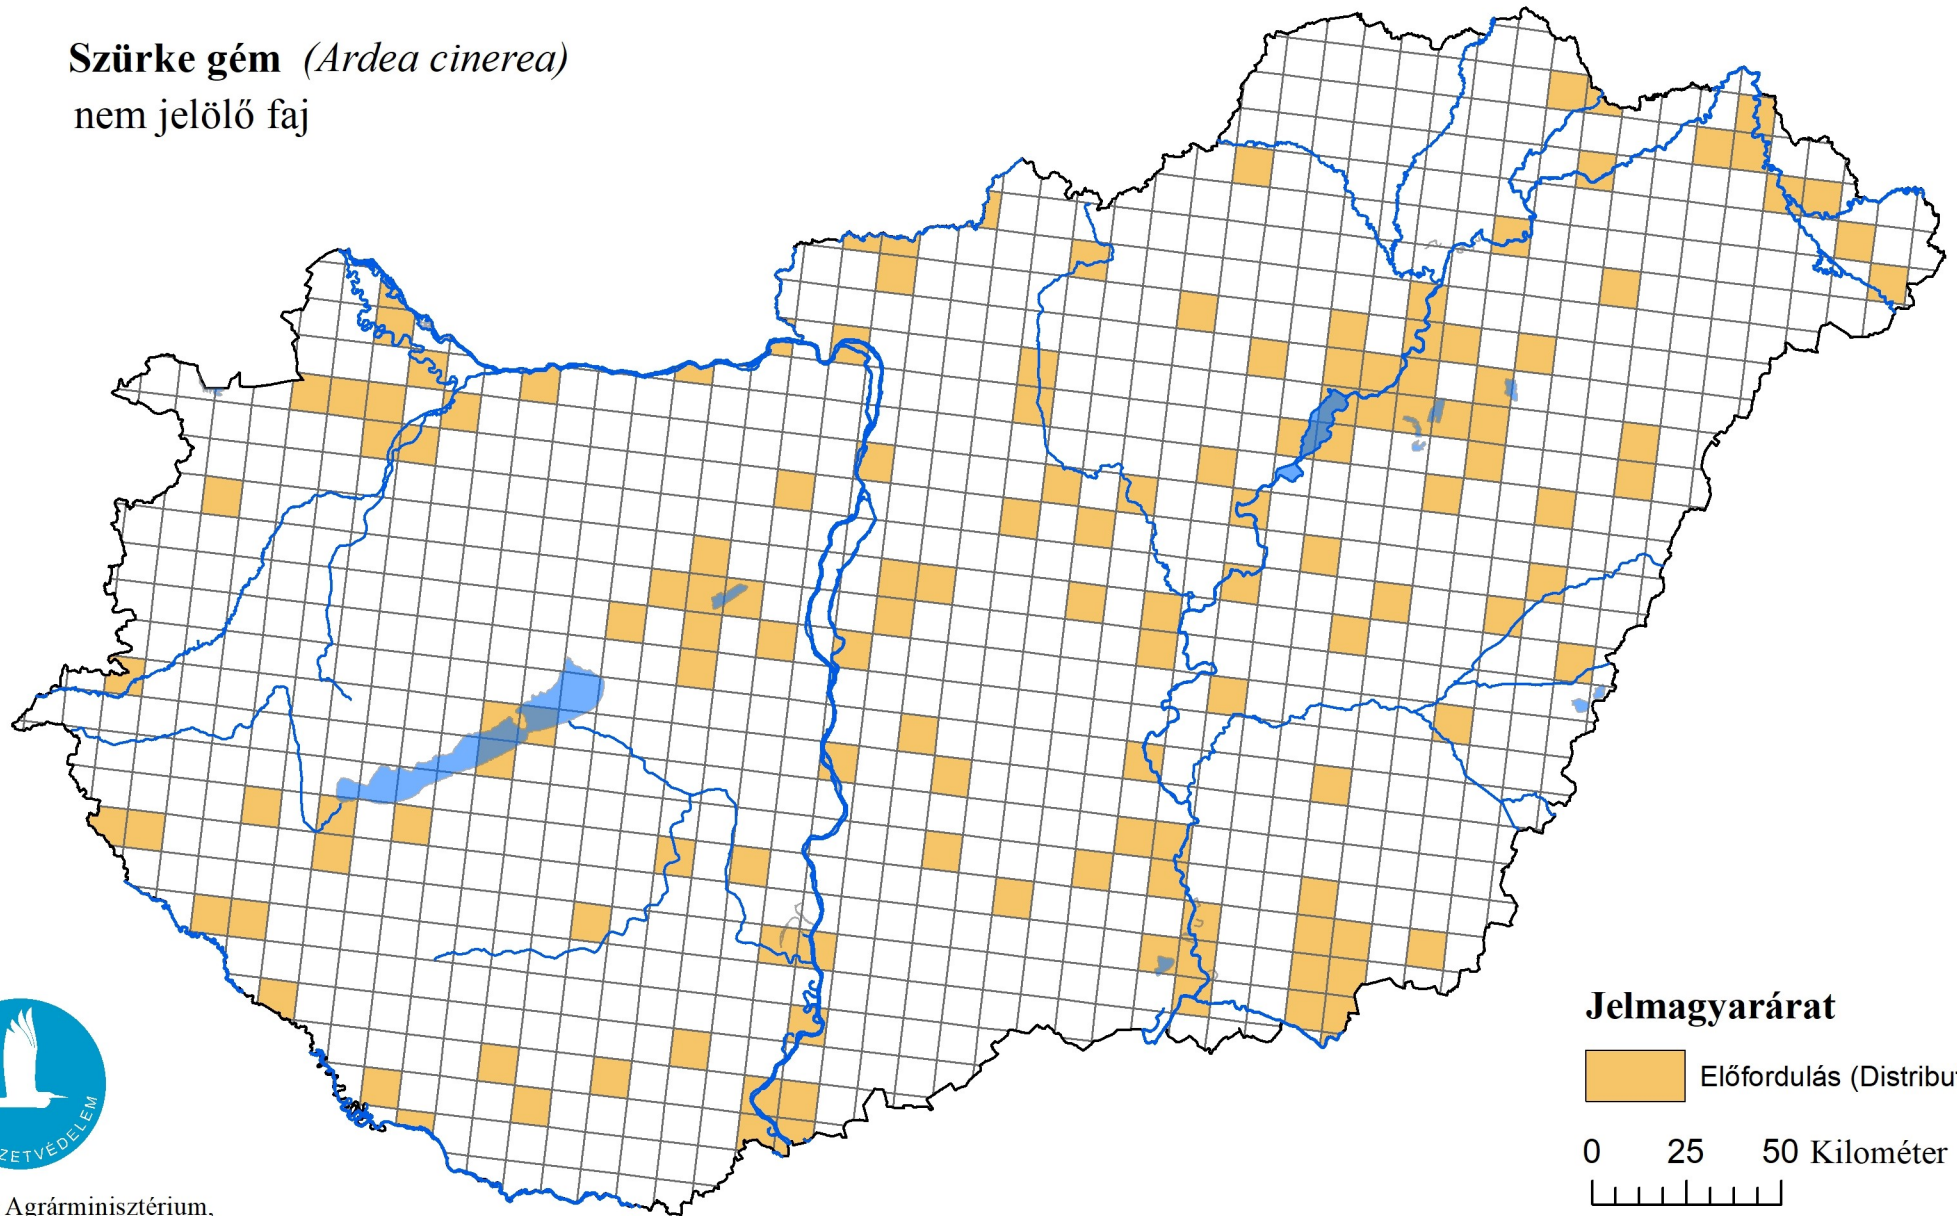 Szürke gém (Ardea cinerea)
nem jelölő faj
Jelmagyarárat
Előfordulás (Distribu
0 25 50 Kilométer
ZETVÉDELEM
Agrárminisztérium,